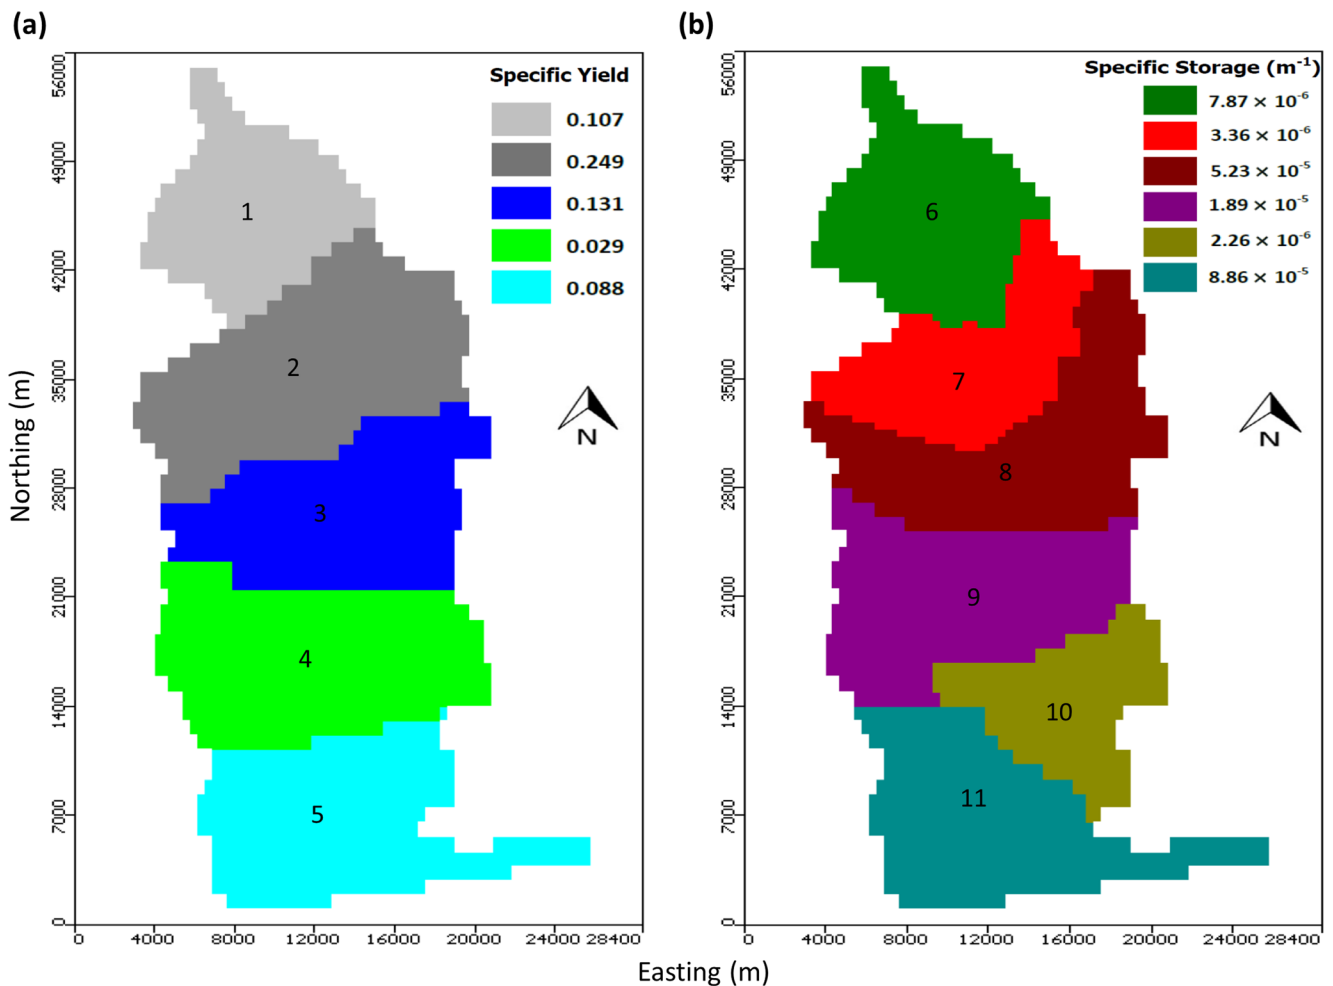 (a)
(b)
Specific Yield
0.107
0.249
0.131
0.029
0.088
1
2
3
4
5
N
56000
49000
42000
35000
28000
21000
14000
7000
0
0 4000 8000 12000 16000 20000 24000 28400
Northing (m)
Specific Storage (m⁻¹)
7.87 × 10⁻⁶
3.36 × 10⁻⁶
5.23 × 10⁻⁵
1.89 × 10⁻⁵
2.26 × 10⁻⁶
8.86 × 10⁻⁵
6
7
8
9
10
11
N
56000
49000
42000
35000
28000
21000
14000
7000
0
0 4000 8000 12000 16000 20000 24000 28400
Easting (m)